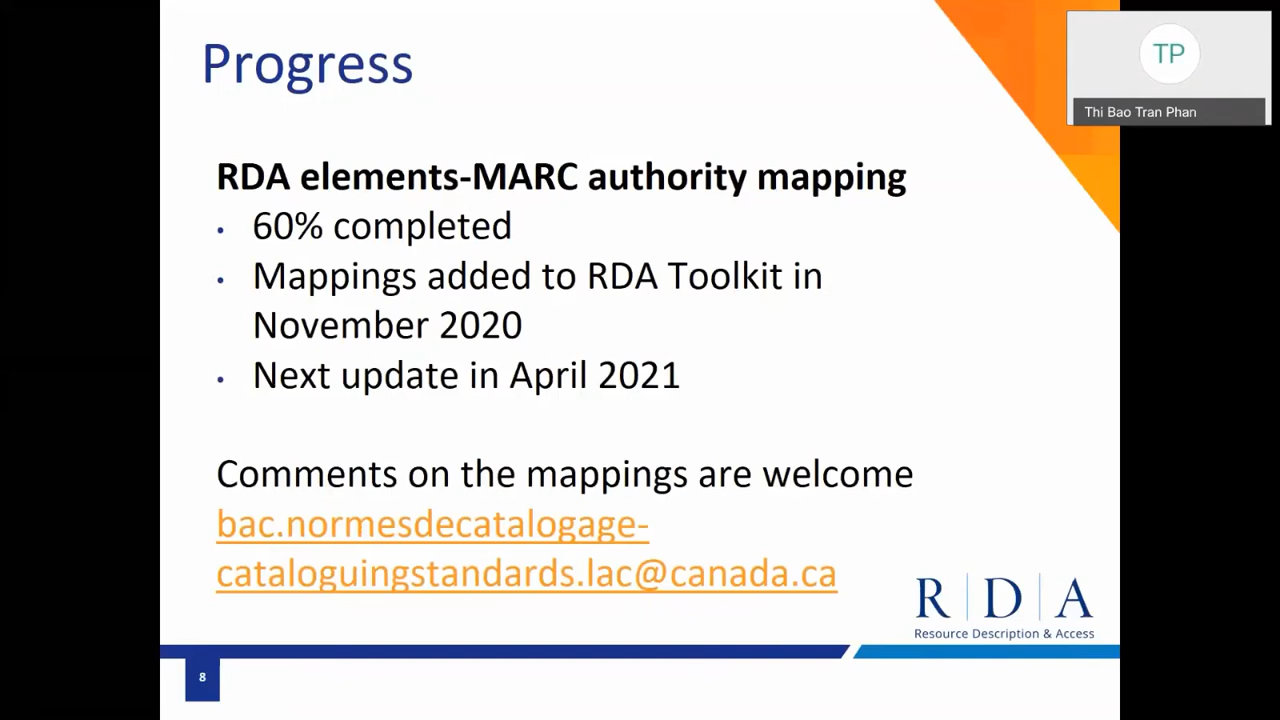 Progress
TP
Thi Bao Tran Phan
RDA elements-MARC authority mapping
• 60% completed
• Mappings added to RDA Toolkit in
November 2020
• Next update in April 2021
Comments on the mappings are welcome
bac.normesdecatalogage-
cataloguingstandards.lac@canada.ca
R|D|A
Resource Description & Access
8